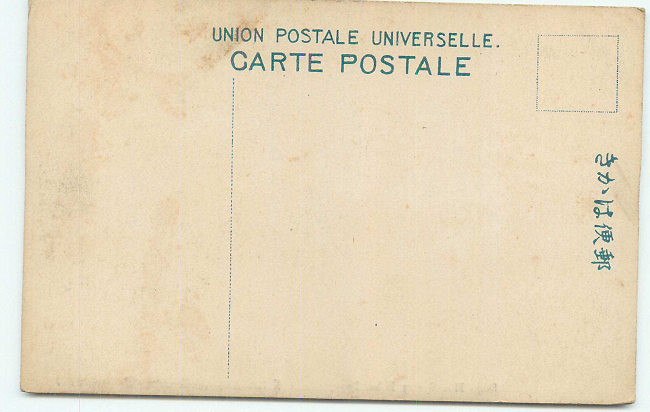 UNION POSTALE UNIVERSELLE.
CARTE POSTALE
きかは便郵